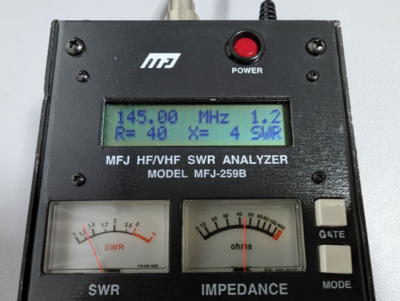 MFJ
POWER
145.00 MHz 1.2
R= 40 X= 4 SWR
MFJ HF/VHF SWR ANALYZER
MODEL MFJ-259B
SWR
ohms
GATE
MODE
SWR
IMPEDANCE